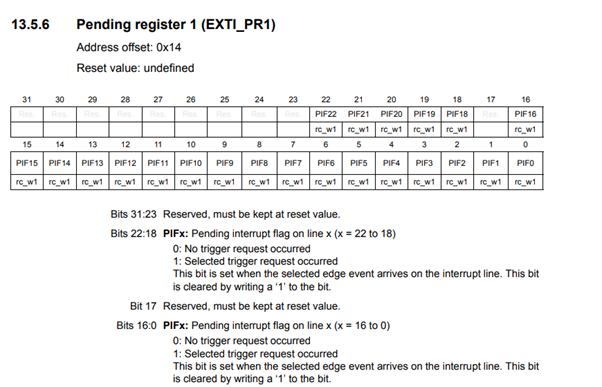 13.5.6 Pending register 1 (EXTI_PR1)
Address offset: 0x14
Reset value: undefined
31 30 29 28 27 26 25 24 23 22 21 20 19 18 17 16
Res. Res. Res. Res. Res. Res. Res. Res. Res. PIF22 PIF21 PIF20 PIF19 PIF18 Res. PIF16
rc_w1 rc_w1 rc_w1 rc_w1 rc_w1 rc_w1
15 14 13 12 11 10 9 8 7 6 5 4 3 2 1 0
PIF15 PIF14 PIF13 PIF12 PIF11 PIF10 PIF9 PIF8 PIF7 PIF6 PIF5 PIF4 PIF3 PIF2 PIF1 PIF0
rc_w1 rc_w1 rc_w1 rc_w1 rc_w1 rc_w1 rc_w1 rc_w1 rc_w1 rc_w1 rc_w1 rc_w1 rc_w1 rc_w1 rc_w1 rc_w1
Bits 31:23 Reserved, must be kept at reset value.
Bits 22:18 PIFx: Pending interrupt flag on line x (x = 22 to 18)
0: No trigger request occurred
1: Selected trigger request occurred
This bit is set when the selected edge event arrives on the interrupt line. This bit
is cleared by writing a ‘1’ to the bit.
Bit 17 Reserved, must be kept at reset value.
Bits 16:0 PIFx: Pending interrupt flag on line x (x = 16 to 0)
0: No trigger request occurred
1: Selected trigger request occurred
This bit is set when the selected edge event arrives on the interrupt line. This bit
is cleared by writing a ‘1’ to the bit.